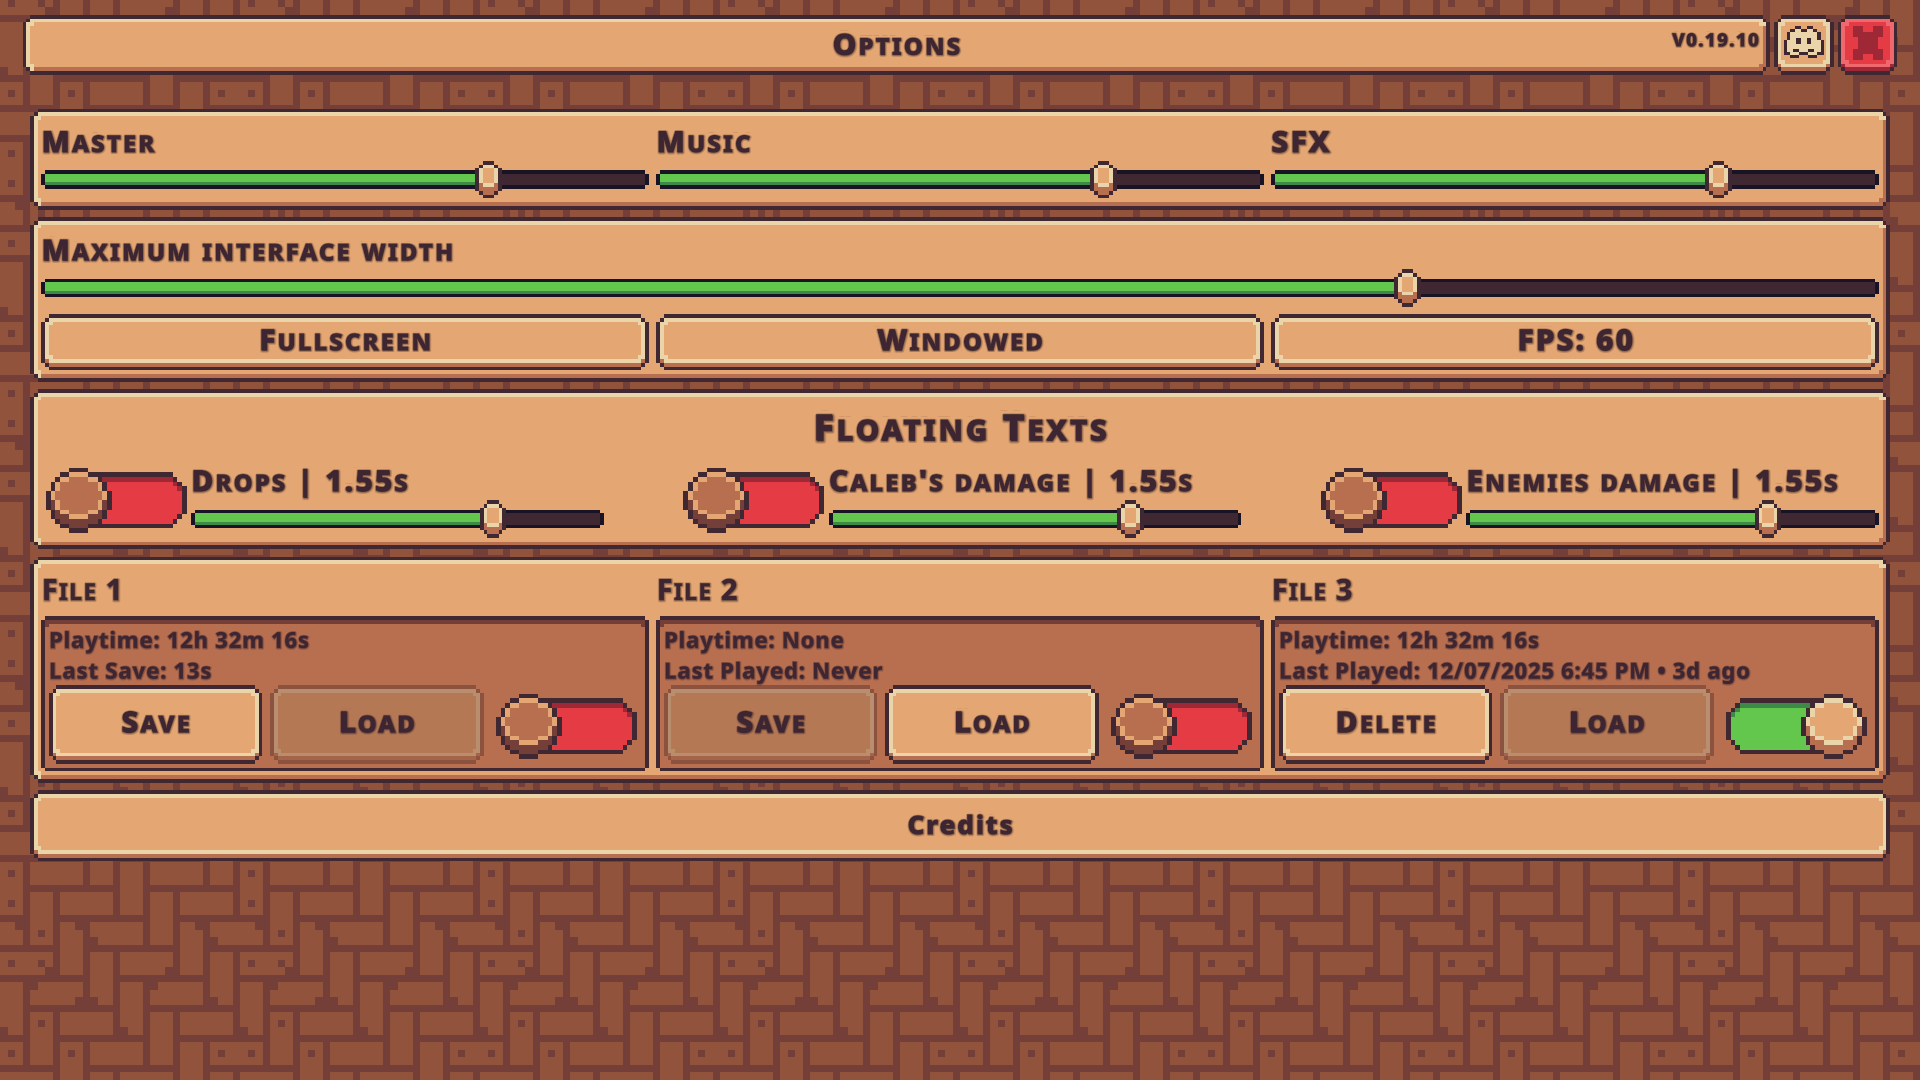 Options
V0.19.10
Master
Music
SFX
Maximum interface width
Fullscreen
Windowed
FPS: 60
Floating Texts
Drops | 1.55s
Caleb's damage | 1.55s
Enemies damage | 1.55s
File 1
Playtime: 12h 32m 16s
Last Save: 13s
Save
Load
File 2
Playtime: None
Last Played: Never
Save
Load
File 3
Playtime: 12h 32m 16s
Last Played: 12/07/2025 6:45 PM • 3d ago
Delete
Load
Credits